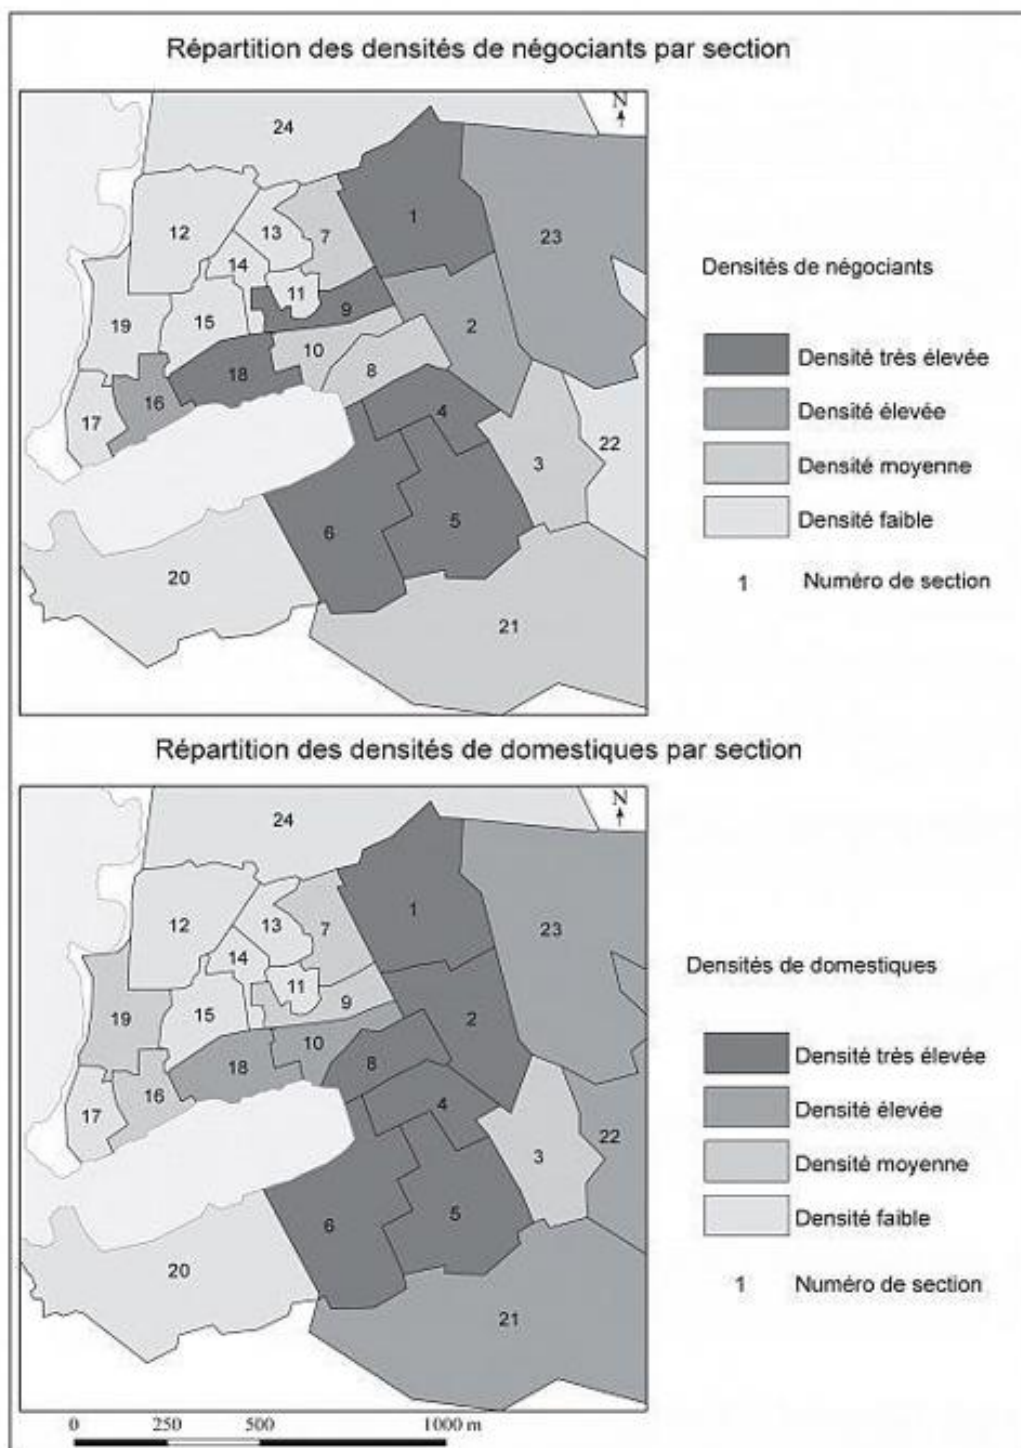 Répartition des densités de négociants par section
N
24
1
23
12
13
7
14
11
9
19
15
2
10
18
8
16
4
17
22
3
6
5
20
21
Densités de négociants
Densité très élevée
Densité élevée
Densité moyenne
Densité faible
1 Numéro de section
Répartition des densités de domestiques par section
N
24
1
23
12
13
7
14
11
9
19
15
2
10
18
8
16
4
17
22
3
6
5
20
21
Densités de domestiques
Densité très élevée
Densité élevée
Densité moyenne
Densité faible
1 Numéro de section
0 250 500 1000 m